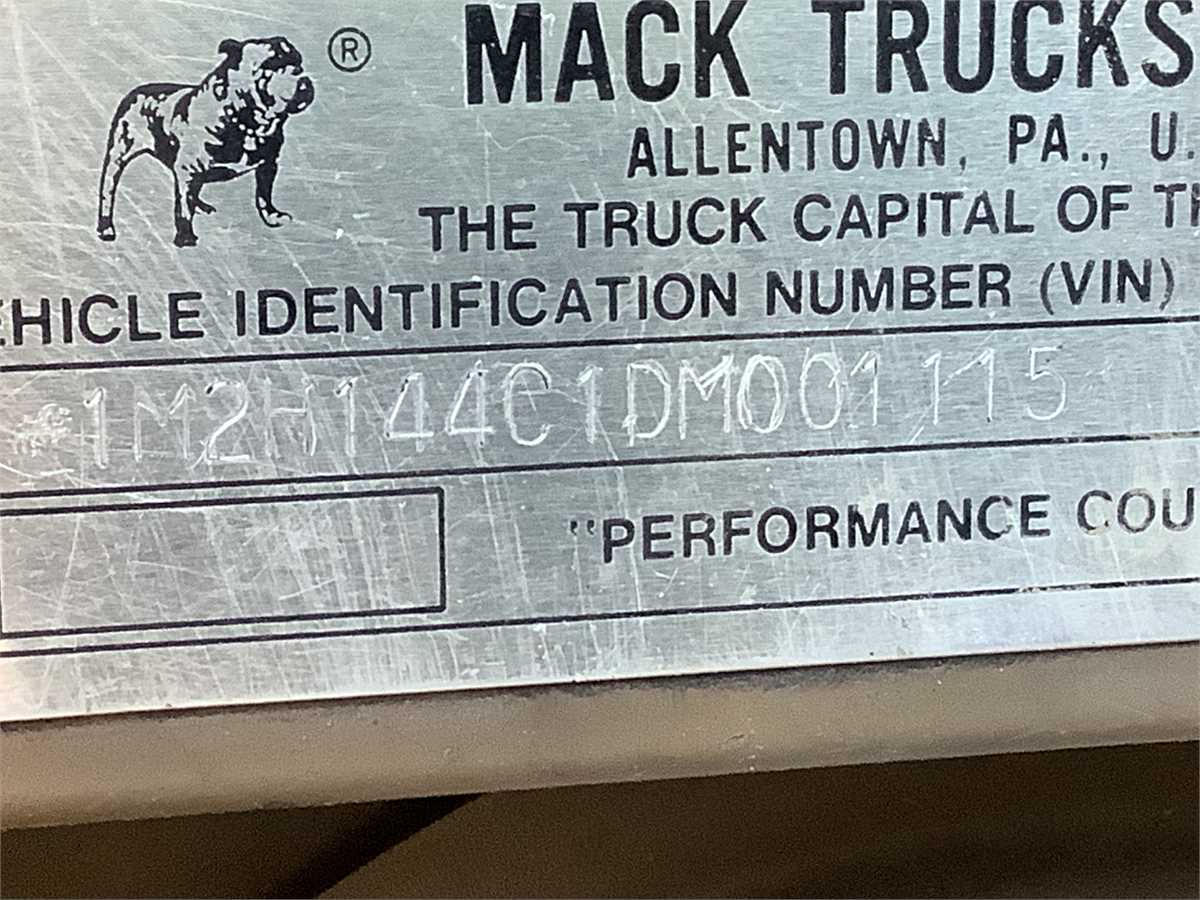 ®
MACK TRUCKS
ALLENTOWN, PA., U.
THE TRUCK CAPITAL OF T
EHICLE IDENTIFICATION NUMBER (VIN)
1M2H144C1DM001115
"PERFORMANCE COU